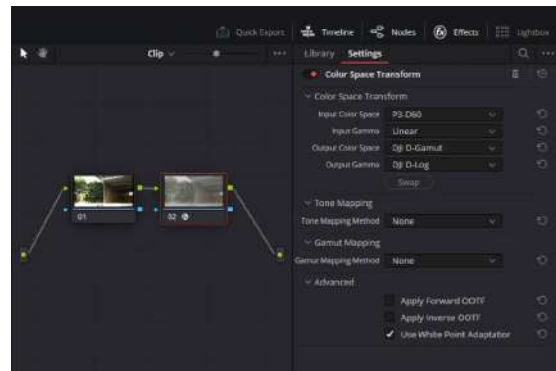 Quick Export Timeline Nodes Effects Lightbox
Clip
Library Settings
Color Space Transform
Color Space Transform
Input Color Space P3-D60
Input Gamma Linear
Output Color Space DJI D-Gamut
Output Gamma DJI D-Log
Swap
Tone Mapping
Tone Mapping Method None
Gamut Mapping
Gamut Mapping Method None
Advanced
Apply Forward OOTF
Apply Inverse OOTF
Use White Point Adaptation
01
02